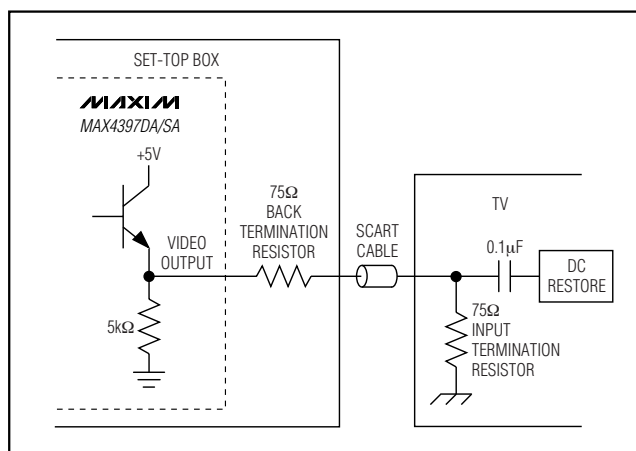 SET-TOP BOX
MAXIM
MAX4397DA/SA
+5V
VIDEO
OUTPUT
5kΩ
75Ω
BACK
TERMINATION
RESISTOR
SCART
CABLE
TV
0.1μF
DC
RESTORE
75Ω
INPUT
TERMINATION
RESISTOR